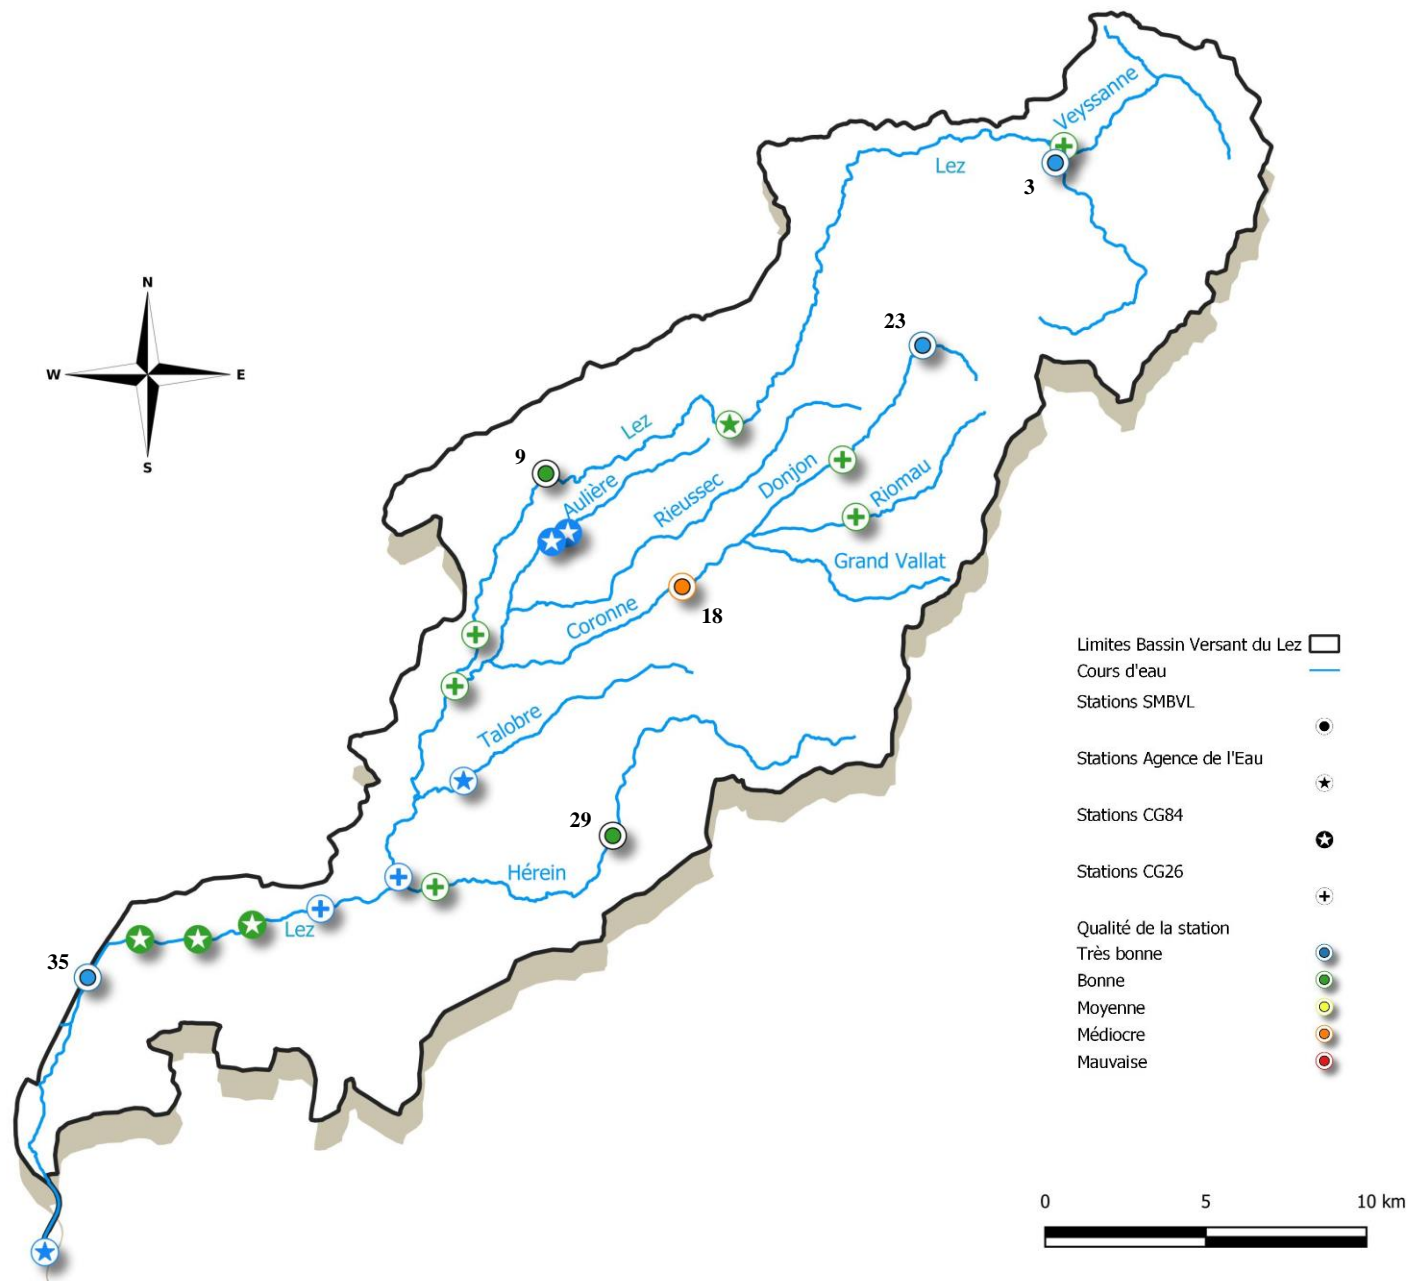 Veyssanne
Lez
3
N
W
E
S
23
Lez
9
Aulière
Rieussec
Donjon
Riomau
Grand Vallat
Coronne
18
Talobre
29
Hérein
Lez
35
Limites Bassin Versant du Lez
Cours d'eau
Stations SMBVL
Stations Agence de l'Eau
Stations CG84
Stations CG26
Qualité de la station
Très bonne
Bonne
Moyenne
Médiocre
Mauvaise
0 5 10 km